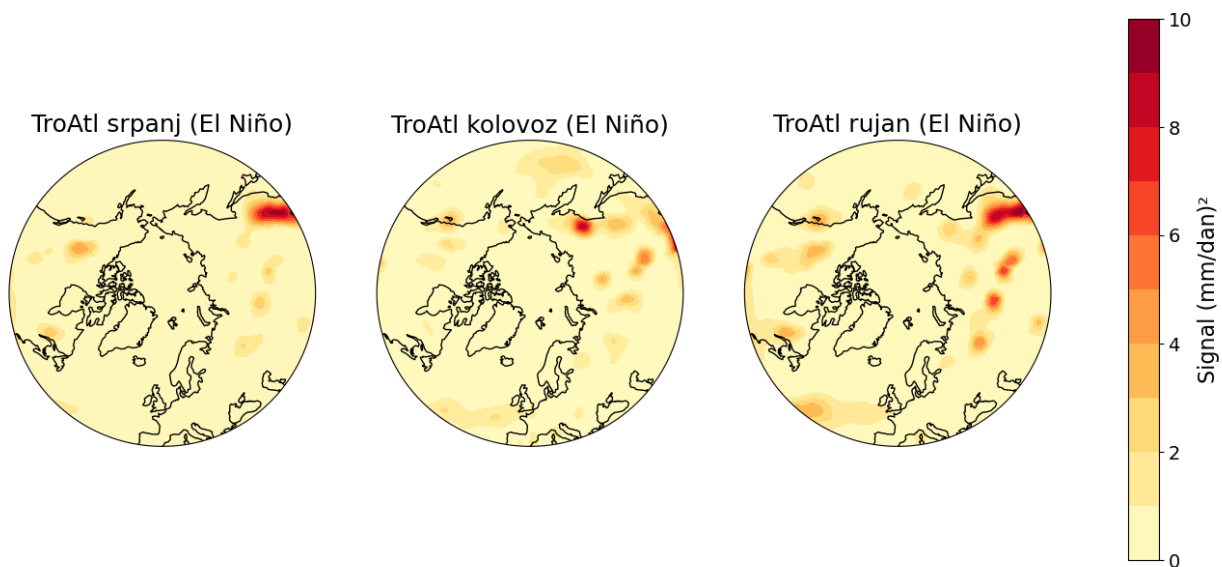 TroAtl srpanj (El Niño)
TroAtl kolovoz (El Niño)
TroAtl rujan (El Niño)
10
8
6
4
2
0
Signal (mm/dan)²